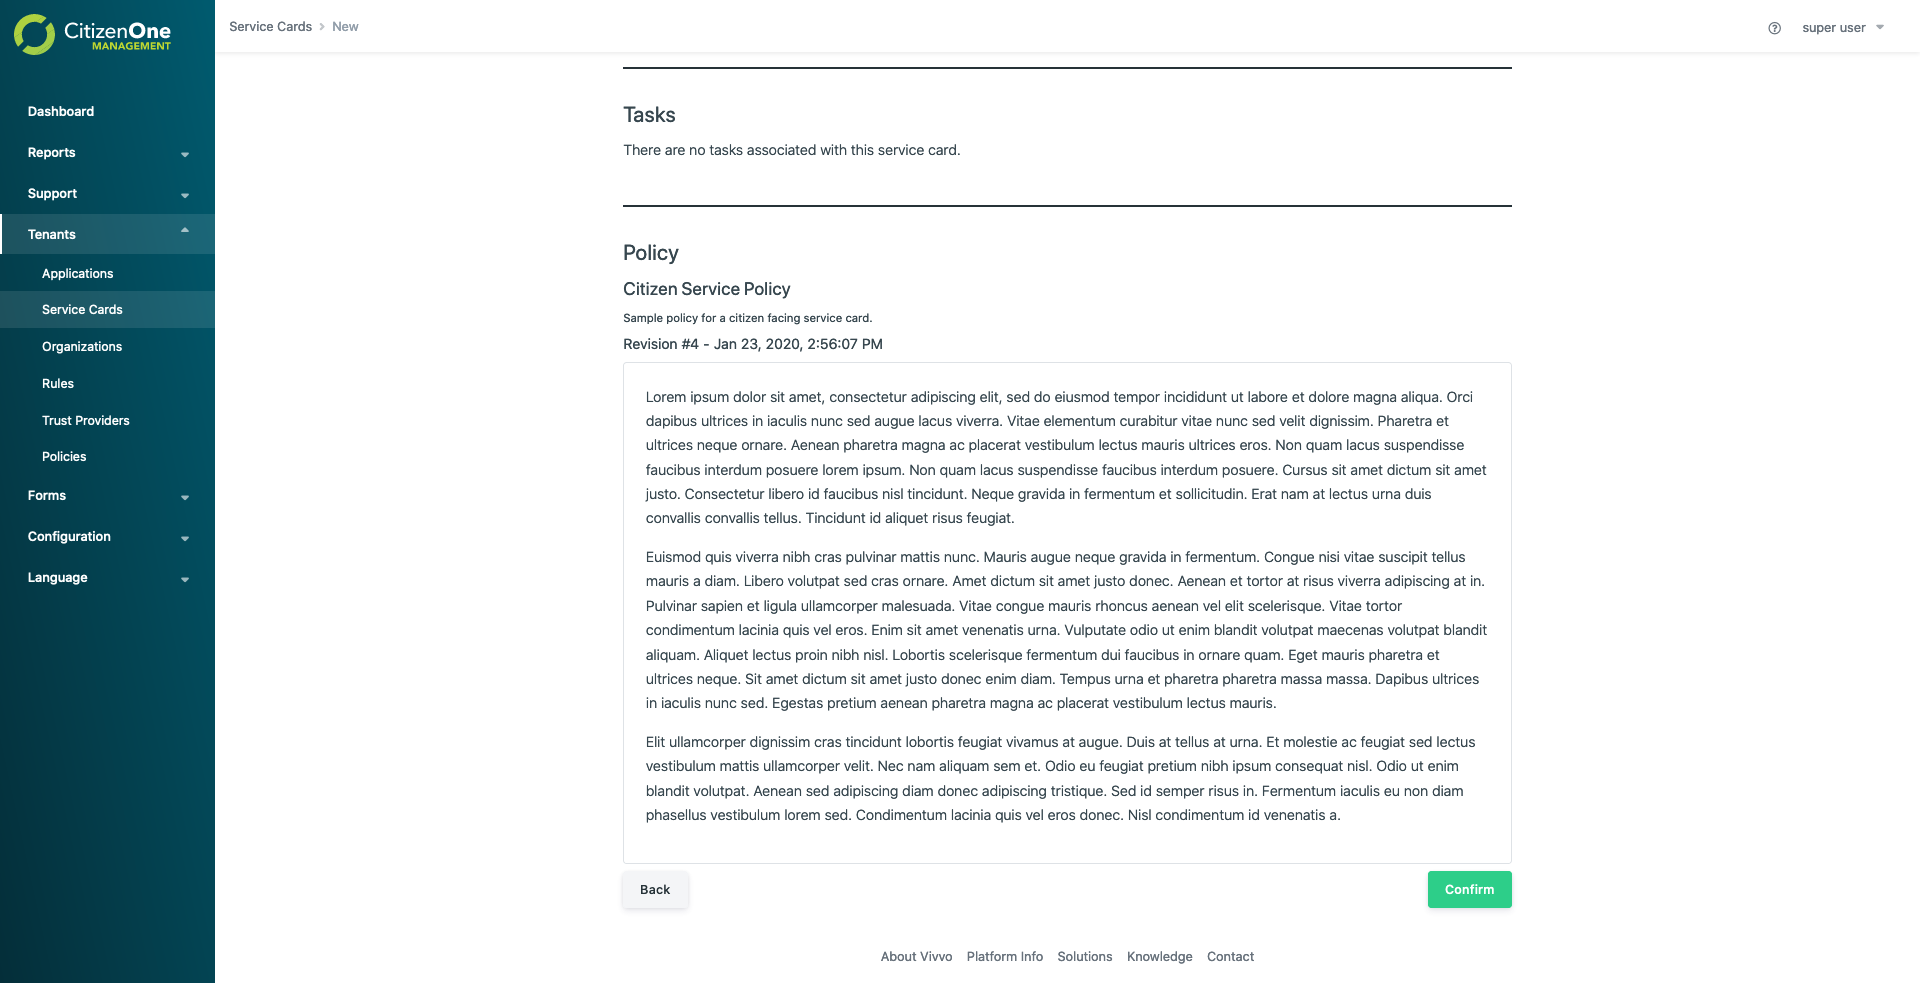 CitizenOne
MANAGEMENT
Service Cards > New
super user
Dashboard
Reports
Support
Tenants
Applications
Service Cards
Organizations
Rules
Trust Providers
Policies
Forms
Configuration
Language
Tasks
There are no tasks associated with this service card.
Policy
Citizen Service Policy
Sample policy for a citizen facing service card.
Revision #4 - Jan 23, 2020, 2:56:07 PM
Lorem ipsum dolor sit amet, consectetur adipiscing elit, sed do eiusmod tempor incididunt ut labore et dolore magna aliqua. Orci
dapibus ultrices in iaculis nunc sed augue lacus viverra. Vitae elementum curabitur vitae nunc sed velit dignissim. Pharetra et
ultrices neque ornare. Aenean pharetra magna ac placerat vestibulum lectus mauris ultrices eros. Non quam lacus suspendisse
faucibus interdum posuere lorem ipsum. Non quam lacus suspendisse faucibus interdum posuere. Cursus sit amet dictum sit amet
justo. Consectetur libero id faucibus nisl tincidunt. Neque gravida in fermentum et sollicitudin. Erat nam at lectus urna duis
convallis convallis tellus. Tincidunt id aliquet risus feugiat.
Euismod quis viverra nibh cras pulvinar mattis nunc. Mauris augue neque gravida in fermentum. Congue nisi vitae suscipit tellus
mauris a diam. Libero volutpat sed cras ornare. Amet dictum sit amet justo donec. Aenean et tortor at risus viverra adipiscing at in.
Pulvinar sapien et ligula ullamcorper malesuada. Vitae congue mauris rhoncus aenean vel elit scelerisque. Vitae tortor
condimentum lacinia quis vel eros. Enim sit amet venenatis urna. Vulputate odio ut enim blandit volutpat maecenas volutpat blandit
aliquam. Aliquet lectus proin nibh nisl. Lobortis scelerisque fermentum dui faucibus in ornare quam. Eget mauris pharetra et
ultrices neque. Sit amet dictum sit amet justo donec enim diam. Tempus urna et pharetra pharetra massa massa. Dapibus ultrices
in iaculis nunc sed. Egestas pretium aenean pharetra magna ac placerat vestibulum lectus mauris.
Elit ullamcorper dignissim cras tincidunt lobortis feugiat vivamus at augue. Duis at tellus at urna. Et molestie ac feugiat sed lectus
vestibulum mattis ullamcorper velit. Nec nam aliquam sem et. Odio eu feugiat pretium nibh ipsum consequat nisl. Odio ut enim
blandit volutpat. Aenean sed adipiscing diam donec adipiscing tristique. Sed id semper risus in. Fermentum iaculis eu non diam
phasellus vestibulum lorem sed. Condimentum lacinia quis vel eros donec. Nisl condimentum id venenatis a.
Back
Confirm
About Vivvo Platform Info Solutions Knowledge Contact